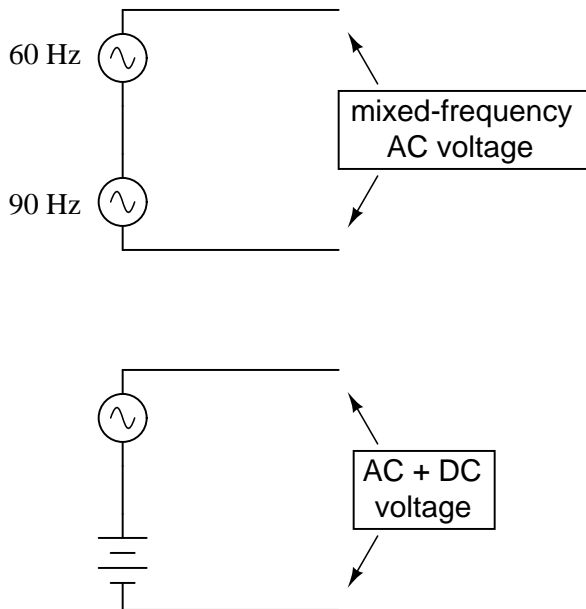 60 Hz
mixed-frequency
AC voltage
90 Hz
AC + DC
voltage